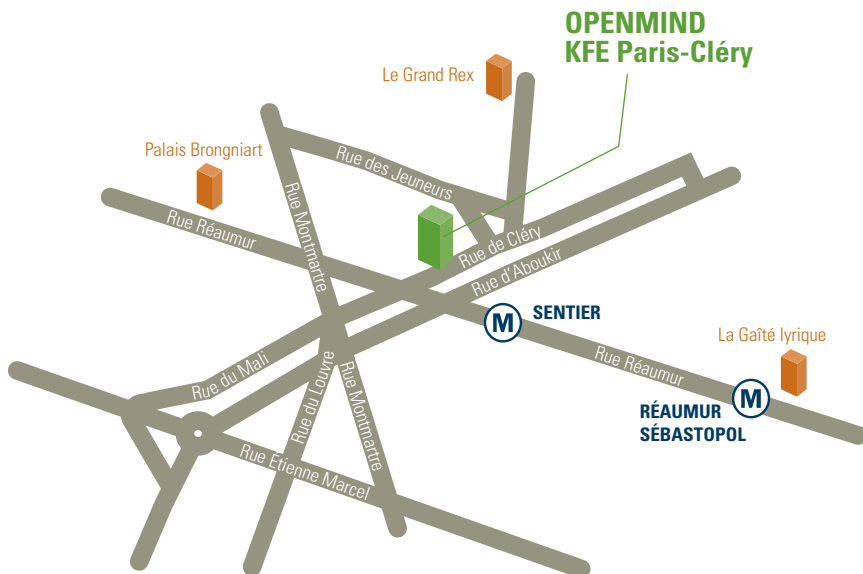 OPENMIND
KFE Paris-Cléry
Le Grand Rex
Palais Brongniart
Rue des Jeuneurs
Rue Montmartre
Rue Réaumur
Rue de Cléry
Rue d'Aboukir
M
SENTIER
La Gaîté lyrique
Rue Réaumur
M
RÉAUMUR
SÉBASTOPOL
Rue du Mali
Rue du Louvre
Rue Montmartre
Rue Étienne Marcel